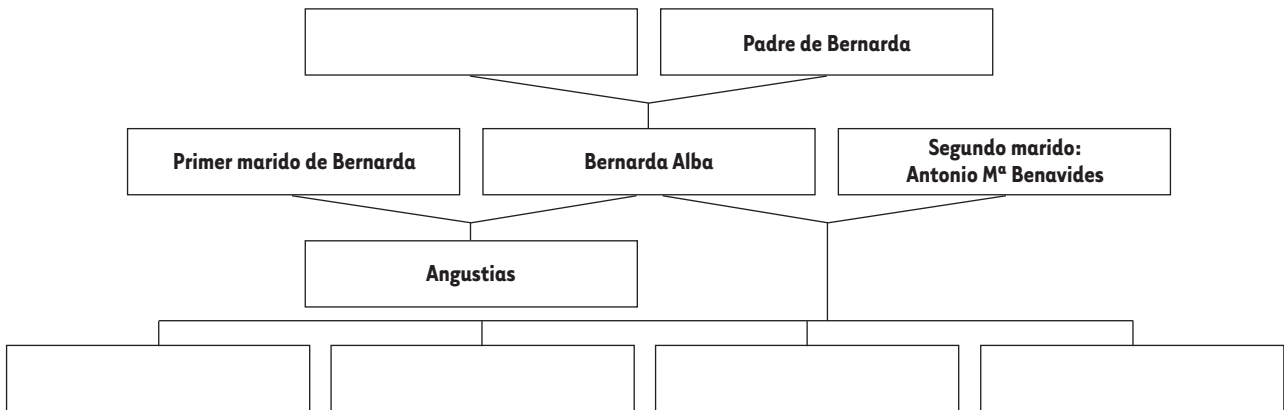 Padre de Bernarda
Primer marido de Bernarda
Bernarda Alba
Segundo marido:
Antonio Mª Benavides
Angustias